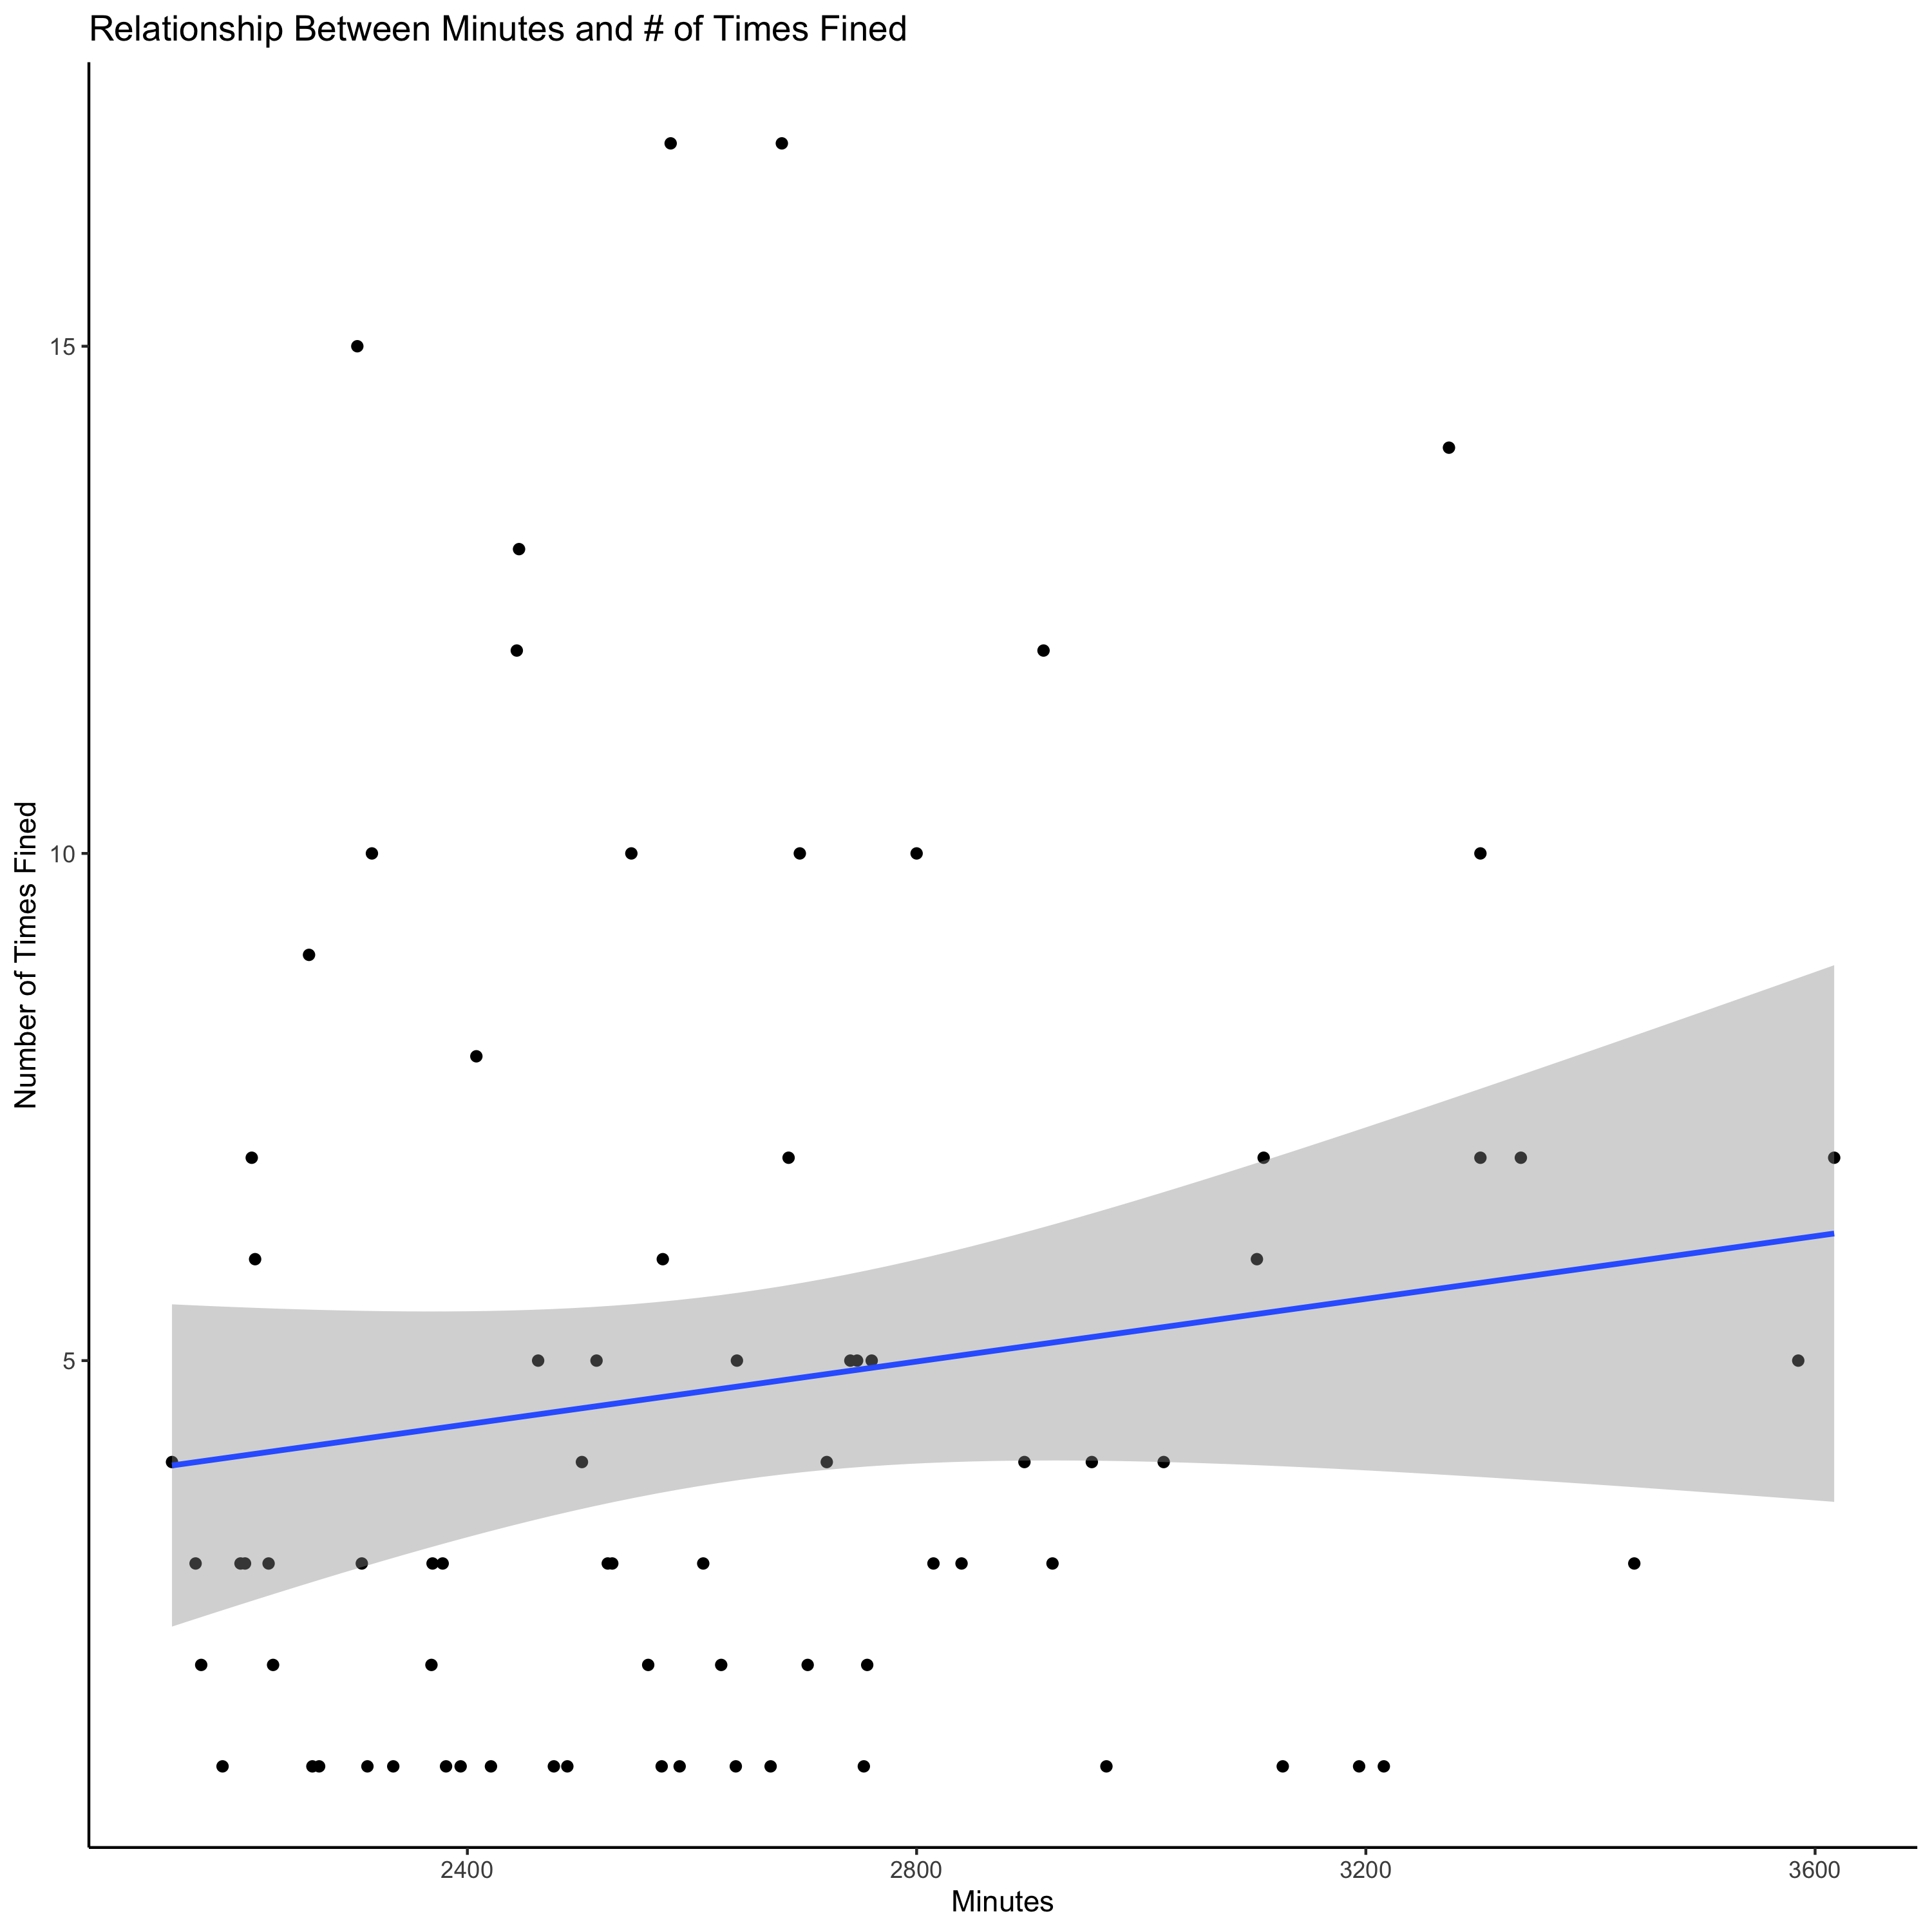 Relationship Between Minutes and # of Times Fined
Number of Times Fined
15
10
5
2400 2800 3200 3600
Minutes